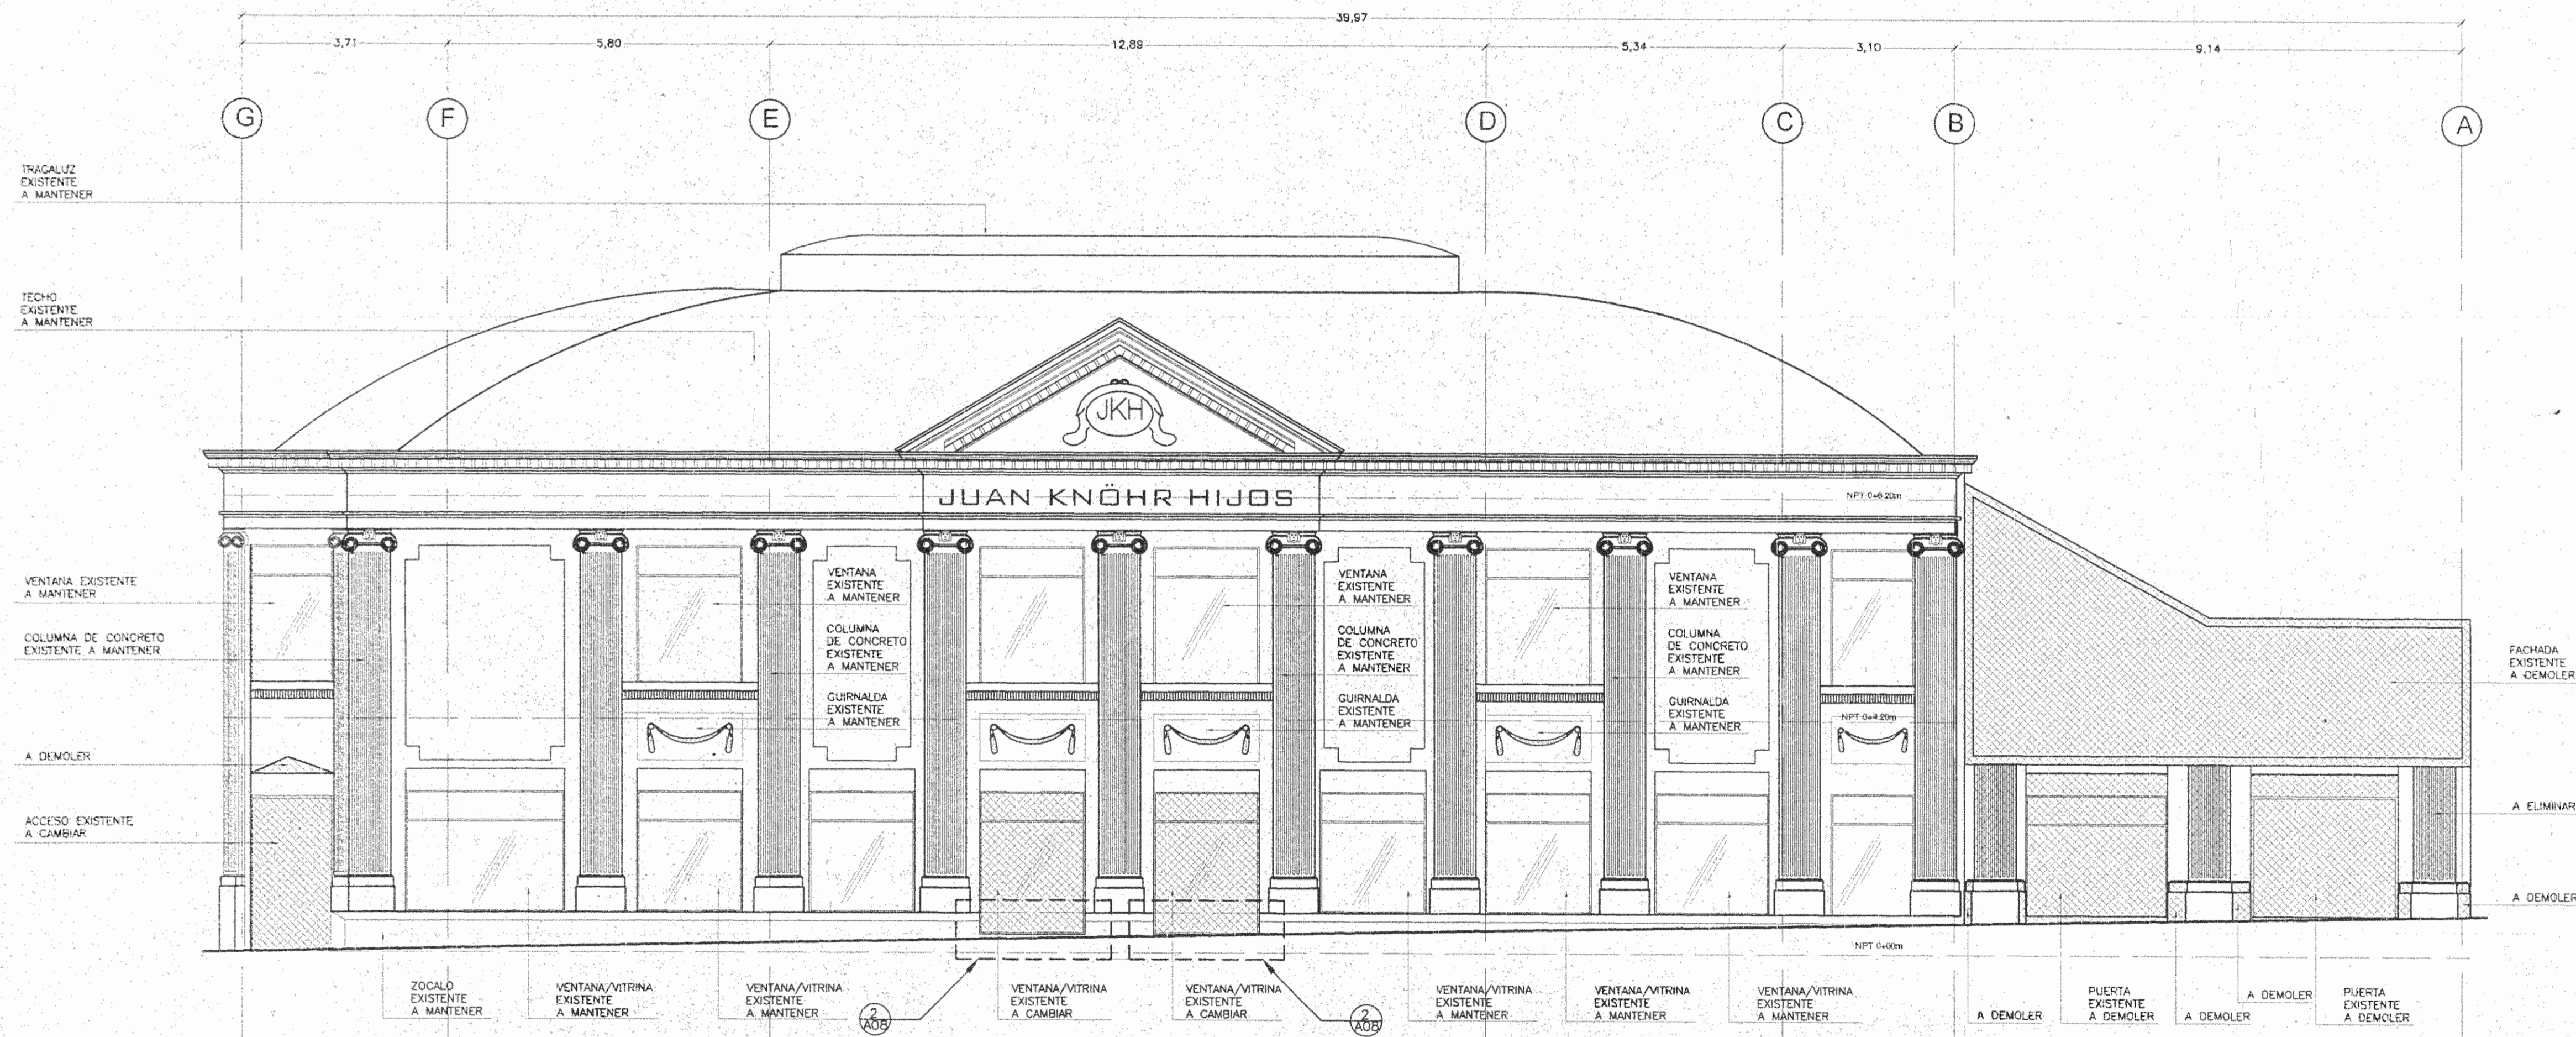 39,97
3,71
5,80
12,89
5,34
3,10
9,14
G
F
E
D
C
B
A
TRAGALUZ
EXISTENTE
A MANTENER
TECHO
EXISTENTE
A MANTENER
JKH
JUAN KNÖHR HIJOS
NPT 0+6.20m
VENTANA EXISTENTE
A MANTENER
COLUMNA DE CONCRETO
EXISTENTE A MANTENER
A DEMOLER
ACCESO EXISTENTE
A CAMBIAR
VENTANA
EXISTENTE
A MANTENER
COLUMNA
DE CONCRETO
EXISTENTE
A MANTENER
GUIRNALDA
EXISTENTE
A MANTENER
VENTANA
EXISTENTE
A MANTENER
COLUMNA
DE CONCRETO
EXISTENTE
A MANTENER
GUIRNALDA
EXISTENTE
A MANTENER
VENTANA
EXISTENTE
A MANTENER
COLUMNA
DE CONCRETO
EXISTENTE
A MANTENER
GUIRNALDA
EXISTENTE
A MANTENER
NPT 0+4.20m
FACHADA
EXISTENTE
A DEMOLER
A ELIMINAR
A DEMOLER
NPT 0+00m
ZOCALO
EXISTENTE
A MANTENER
VENTANA/VITRINA
EXISTENTE
A MANTENER
VENTANA/VITRINA
EXISTENTE
A MANTENER
2
A08
VENTANA/VITRINA
EXISTENTE
A CAMBIAR
VENTANA/VITRINA
EXISTENTE
A CAMBIAR
2
A08
VENTANA/VITRINA
EXISTENTE
A MANTENER
VENTANA/VITRINA
EXISTENTE
A MANTENER
VENTANA/VITRINA
EXISTENTE
A MANTENER
A DEMOLER
PUERTA
EXISTENTE
A DEMOLER
A DEMOLER
A DEMOLER
PUERTA
EXISTENTE
A DEMOLER